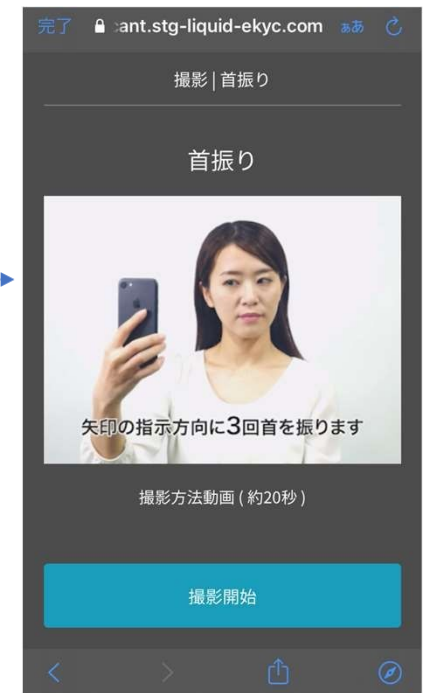 完了 ant.stg-liquid-ekyc.com ぁあ
撮影 | 首振り
首振り
矢印の指示方向に3回首を振ります
撮影方法動画 ( 約20秒 )
撮影開始